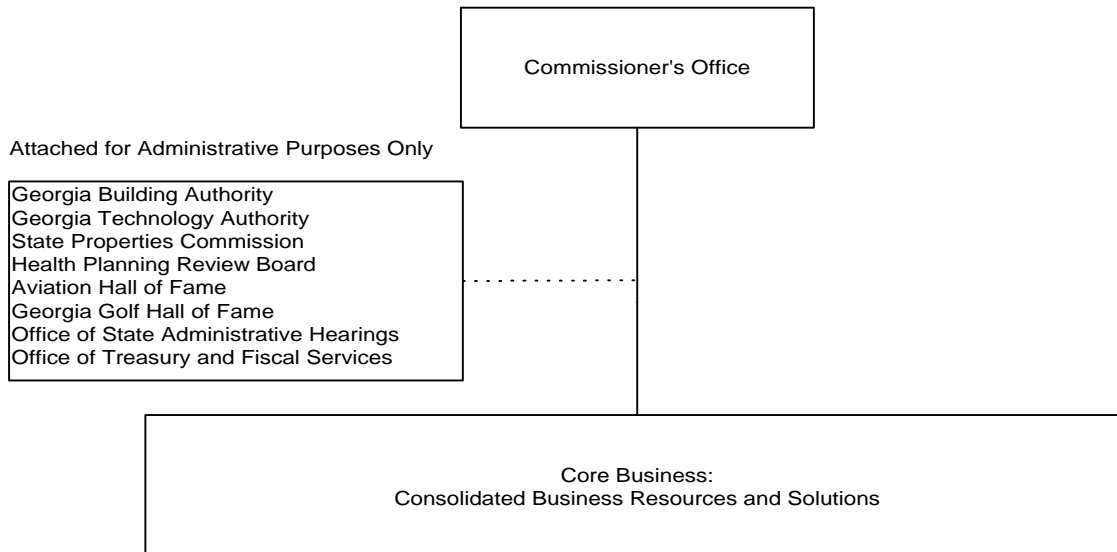 Commissioner's Office
Attached for Administrative Purposes Only
Georgia Building Authority
Georgia Technology Authority
State Properties Commission
Health Planning Review Board
Aviation Hall of Fame
Georgia Golf Hall of Fame
Office of State Administrative Hearings
Office of Treasury and Fiscal Services
Core Business:
Consolidated Business Resources and Solutions